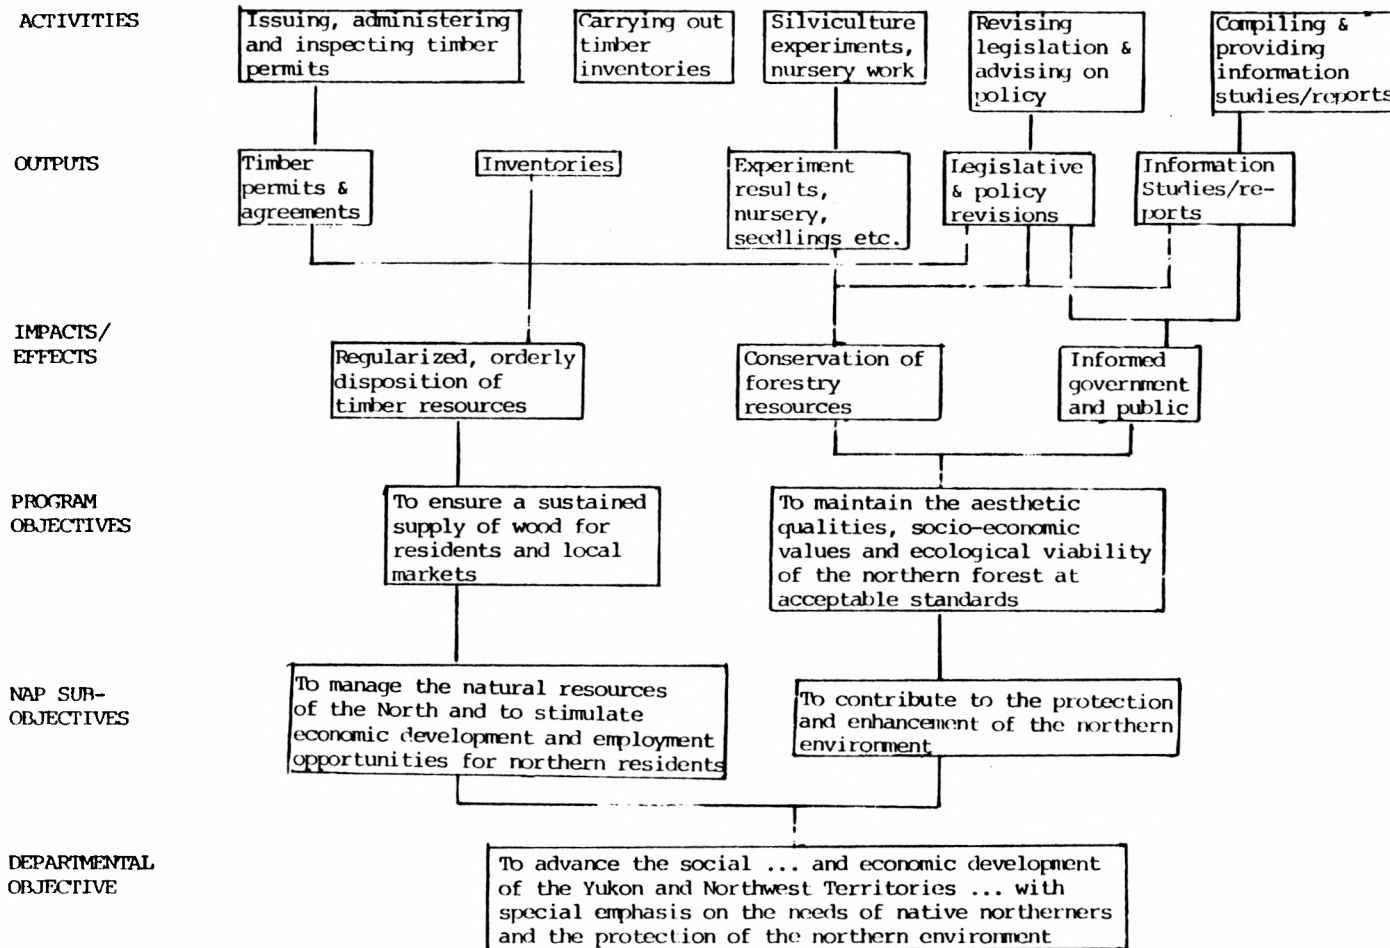 ACTIVITIES
Issuing, administering
and inspecting timber
permits
Carrying out
timber
inventories
Silviculture
experiments,
nursery work
Revising
legislation &
advising on
policy
Compiling &
providing
information
studies/reports
OUTPUTS
Timber
permits &
agreements
Inventories
Experiment
results,
nursery,
seedlings etc.
Legislative
& policy
revisions
Information
Studies/re-
ports
IMPACTS/
EFFECTS
Regularized, orderly
disposition of
timber resources
Conservation of
forestry
resources
Informed
government
and public
PROGRAM
OBJECTIVES
To ensure a sustained
supply of wood for
residents and local
markets
To maintain the aesthetic
qualities, socio-economic
values and ecological viability
of the northern forest at
acceptable standards
NAP SUB-
OBJECTIVES
To manage the natural resources
of the North and to stimulate
economic development and employment
opportunities for northern residents
To contribute to the protection
and enhancement of the northern
environment
DEPARTMENTAL
OBJECTIVE
To advance the social ... and economic development
of the Yukon and Northwest Territories ... with
special emphasis on the needs of native northerners
and the protection of the northern environment